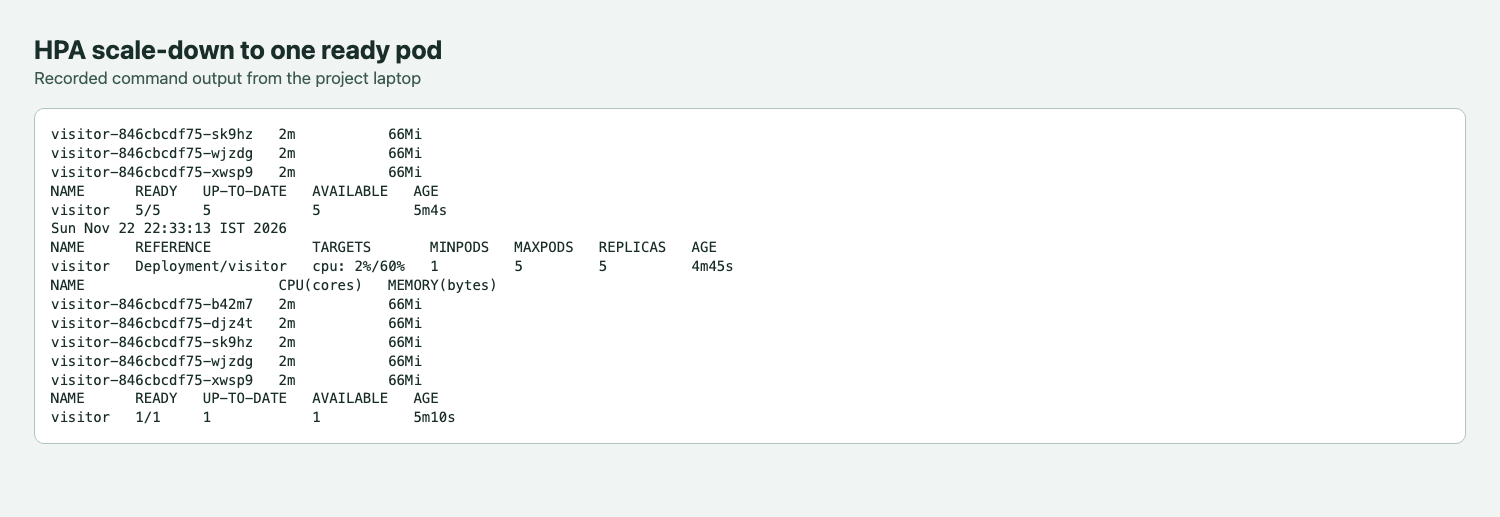 HPA scale-down to one ready pod
Recorded command output from the project laptop
visitor-846cbcdf75-sk9hz   2m           66Mi
visitor-846cbcdf75-wjzdg   2m           66Mi
visitor-846cbcdf75-xwsp9   2m           66Mi
NAME      READY   UP-TO-DATE   AVAILABLE   AGE
visitor   5/5     5            5           5m4s
Sun Nov 22 22:33:13 IST 2026
NAME      REFERENCE            TARGETS       MINPODS   MAXPODS   REPLICAS   AGE
visitor   Deployment/visitor   cpu: 2%/60%   1         5         5          4m45s
NAME                       CPU(cores)   MEMORY(bytes)
visitor-846cbcdf75-b42m7   2m           66Mi
visitor-846cbcdf75-djz4t   2m           66Mi
visitor-846cbcdf75-sk9hz   2m           66Mi
visitor-846cbcdf75-wjzdg   2m           66Mi
visitor-846cbcdf75-xwsp9   2m           66Mi
NAME      READY   UP-TO-DATE   AVAILABLE   AGE
visitor   1/1     1            1           5m10s